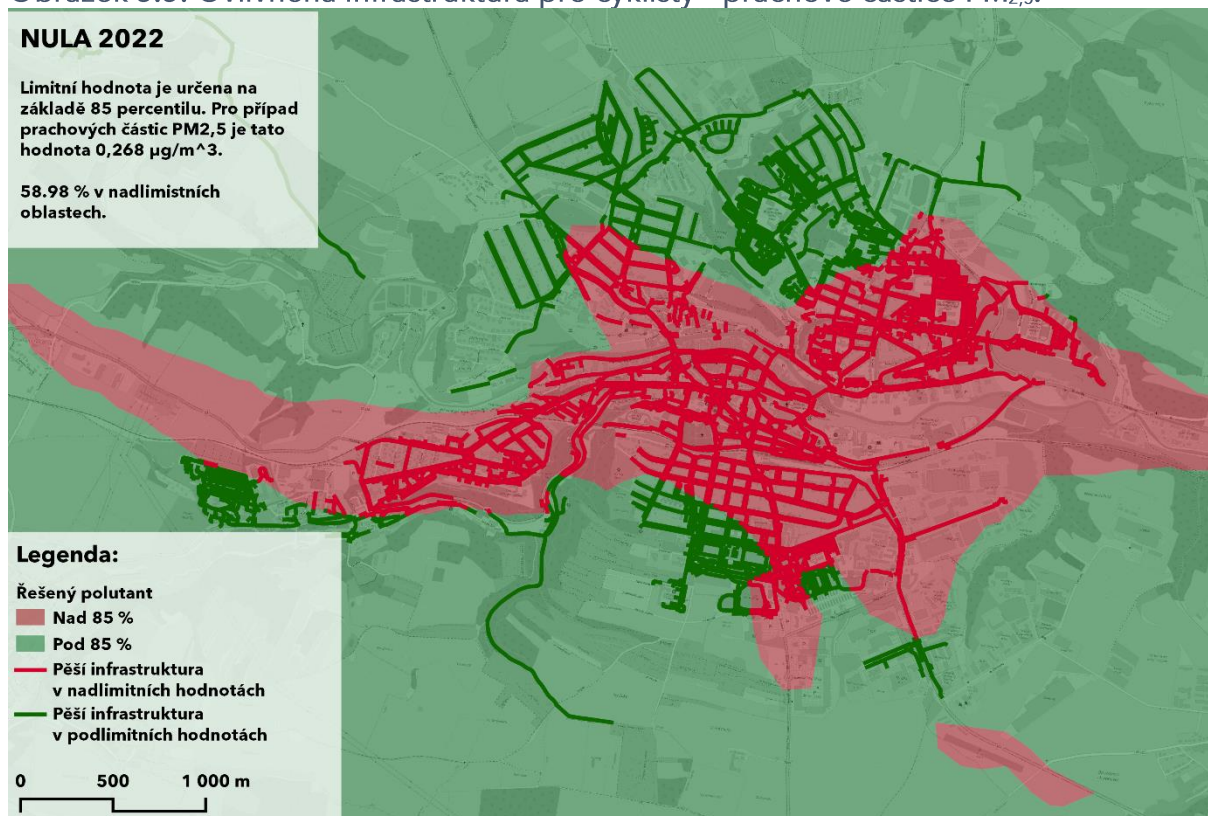 NULA 2022
Limitní hodnota je určena na
základě 85 percentilu. Pro případ
prachových částic PM2,5 je tato
hodnota 0,268 µg/m^3.
58.98 % v nadlimistních
oblastech.
Legenda:
Řešený polutant
Nad 85 %
Pod 85 %
Pěší infrastruktura
v nadlimitních hodnotách
Pěší infrastruktura
v podlimitních hodnotách
0 500 1 000 m